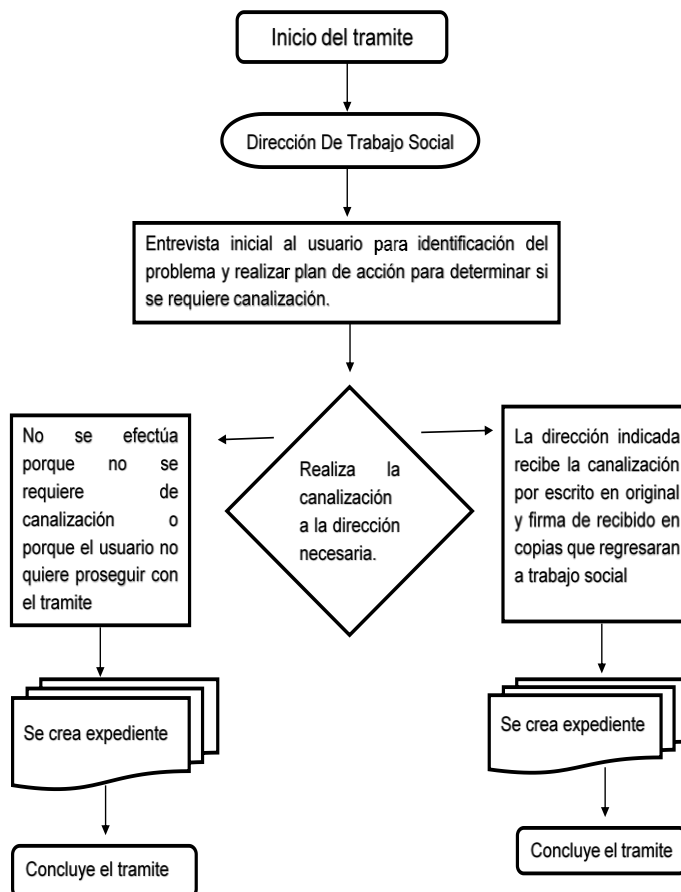 Inicio del tramite
Dirección De Trabajo Social
Entrevista inicial al usuario para identificación del
problema y realizar plan de acción para determinar si
se requiere canalización.
No se efectúa
porque no se
requiere de
canalización o
porque el usuario no
quiere proseguir con
el tramite
Realiza la
canalización
a la dirección
necesaria.
La dirección indicada
recibe la canalización
por escrito en original
y firma de recibido en
copias que regresaran
a trabajo social
Se crea expediente
Se crea expediente
Concluye el tramite
Concluye el tramite